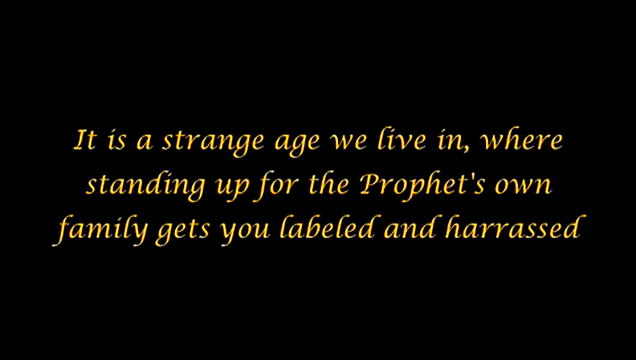 It is a strange age we live in, where
standing up for the Prophet's own
family gets you labeled and harrassed